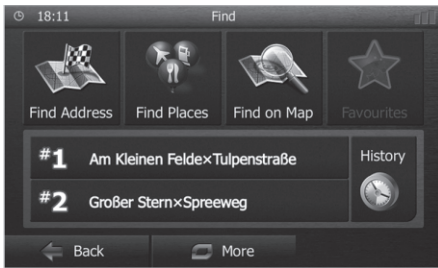 18:11 Find
Find Address Find Places Find on Map Favourites
#1 Am Kleinen Felde×Tulpenstraße History
#2 Großer Stern×Spreeweg
Back More